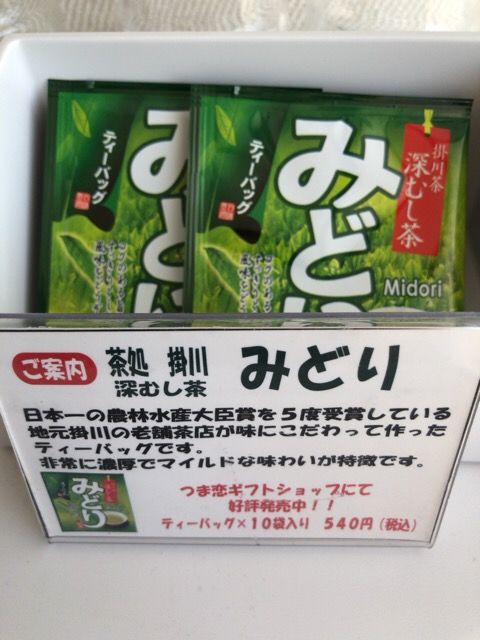 ティーバッグ
みどり
ティーバッグ
みどり
掛川茶
深むし茶
Midori
ご案内
茶処 掛川
深むし茶
みどり
日本一の農林水産大臣賞を5度受賞している
地元掛川の老舗茶店が味にこだわって作った
ティーバッグです。
非常に濃厚でマイルドな味わいが特徴です。
みどり
つま恋ギフトショップにて
好評発売中!!
ティーバッグ×10袋入り 540円(税込)